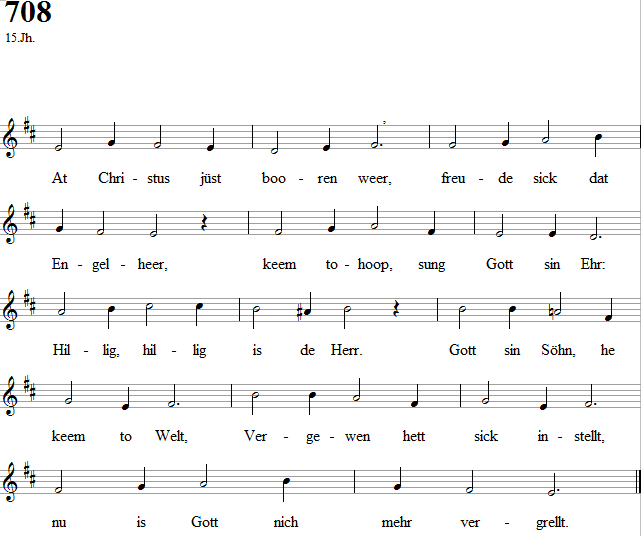 708
15.Jh.
At Chri - stus jüst boo - ren weer, freu - de sick dat
En - gel - heer, keem to - hoop, sung Gott sin Ehr:
Hil - lig, hil - lig is de Herr. Gott sin Söhn, he
keem to Welt, Ver - ge - wen hett sick in - stellt,
nu is Gott nich mehr ver - grellt.